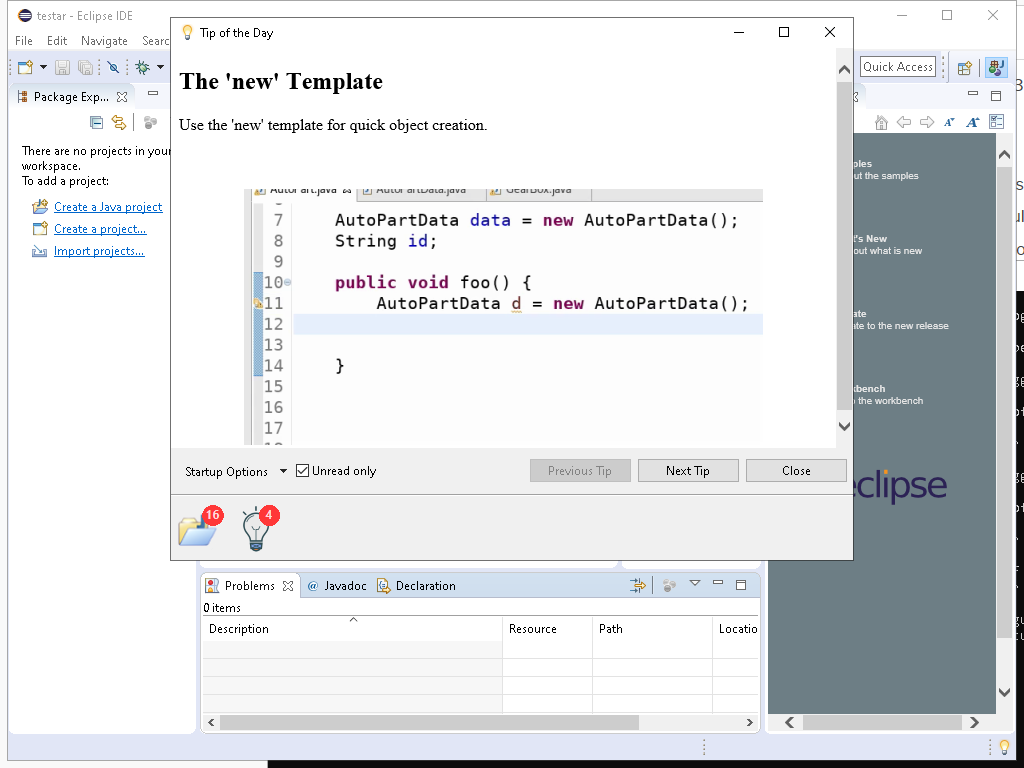 testar - Eclipse IDE
File Edit Navigate Searc
Quick Access
Package Exp...
There are no projects in your
workspace.
To add a project:
Create a Java project
Create a project...
Import projects...
Tip of the Day
The 'new' Template
Use the 'new' template for quick object creation.
AutoPart.java AutoPartData.java GearBox.java
7 AutoPartData data = new AutoPartData();
8 String id;
9
10 public void foo() {
11 AutoPartData d = new AutoPartData();
12
13
14 }
15
16
17
18
Startup Options Unread only Previous Tip Next Tip Close
16 4
ples
out the samples
t's New
out what is new
ate
ate to the new release
kbench
the workbench
eclipse
Problems Javadoc Declaration
0 items
Description Resource Path Locatio